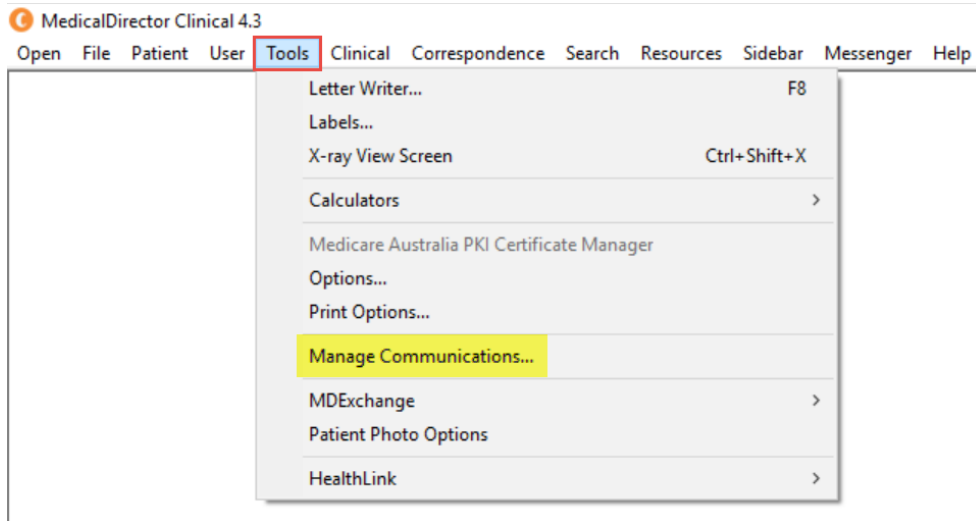 MedicalDirector Clinical 4.3
Open File Patient User Tools Clinical Correspondence Search Resources Sidebar Messenger Help
Letter Writer... F8
Labels...
X-ray View Screen Ctrl+Shift+X
Calculators
Medicare Australia PKI Certificate Manager
Options...
Print Options...
Manage Communications...
MDExchange
Patient Photo Options
HealthLink